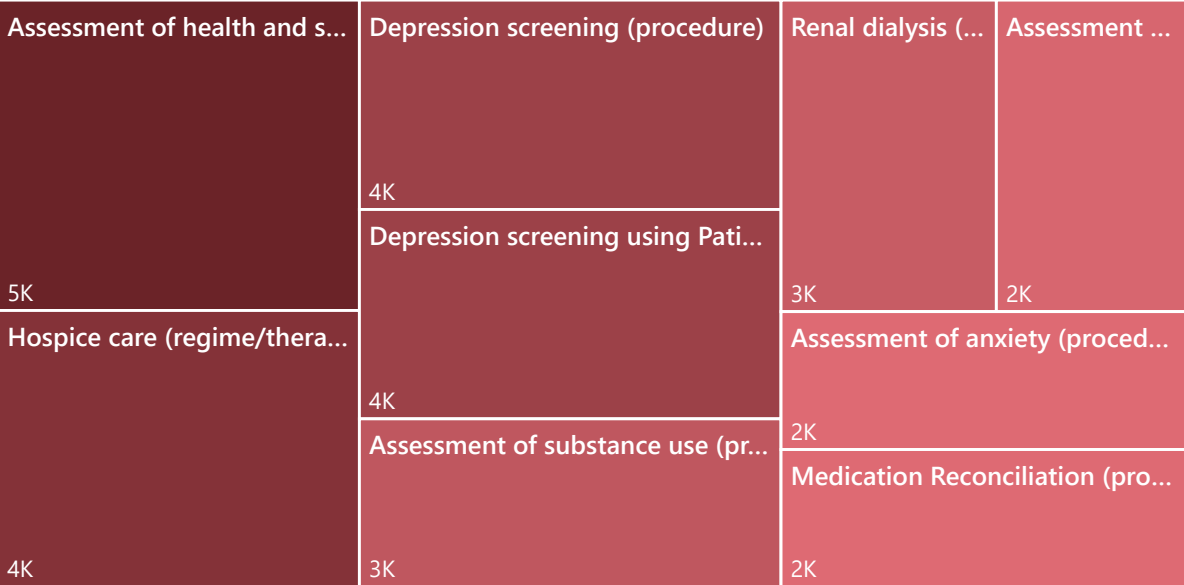 Assessment of health and s...
5K
Hospice care (regime/thera...
4K
Depression screening (procedure)
4K
Depression screening using Pati...
4K
Assessment of substance use (pr...
3K
Renal dialysis (...
3K
Assessment ...
2K
Assessment of anxiety (proced...
2K
Medication Reconciliation (pro...
2K